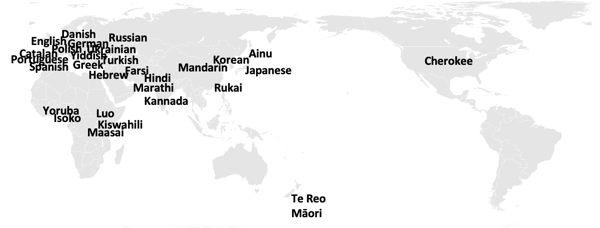 Danish
Russian
English
German
Polish
Ukrainian
Catalan
Yiddish
Portuguese
Turkish
Spanish
Greek
Farsi
Hebrew
Hindi
Marathi
Kannada
Mandarin
Korean
Ainu
Japanese
Rukai
Cherokee
Yoruba
Isoko
Luo
Kiswahili
Maasai
Te Reo
Māori